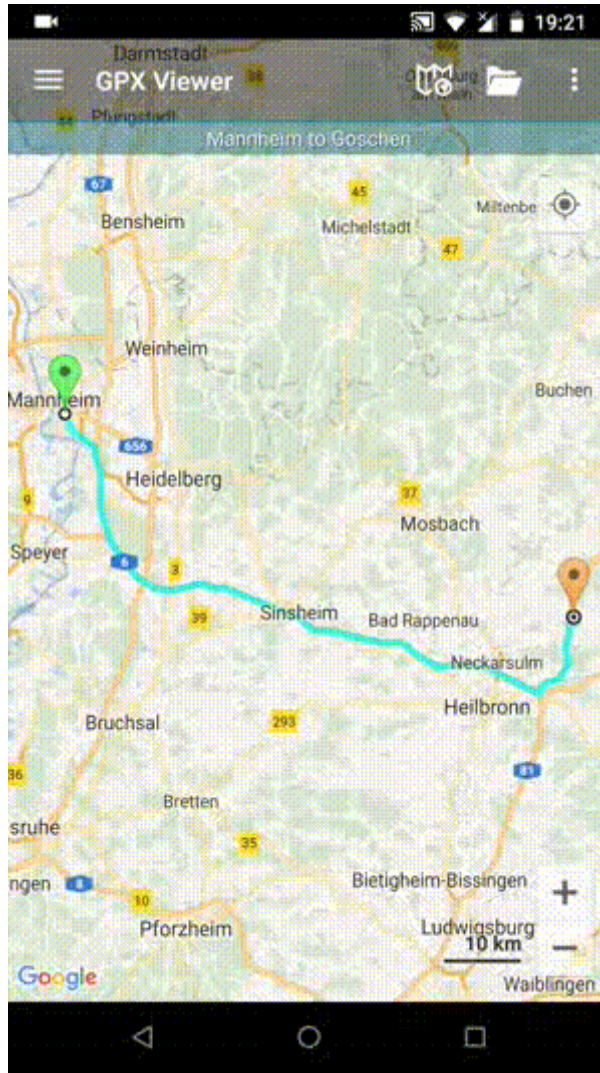 19:21
Darmstadt
GPX Viewer
38
Pfungstadt
44
Mannheim to Goschen
67
45
Bensheim
Miltenbe
Michelstadt
47
Weinheim
Buchen
Mannheim
656
Heidelberg
37
9
Mosbach
Speyer
6
3
Sinsheim
39
Bad Rappenau
Neckarsulm
Heilbronn
Bruchsal
293
81
36
Bretten
sruhe
35
ngen
8
Bietigheim-Bissingen
10
Pforzheim
Ludwigsburg
10 km
Google
Waiblingen